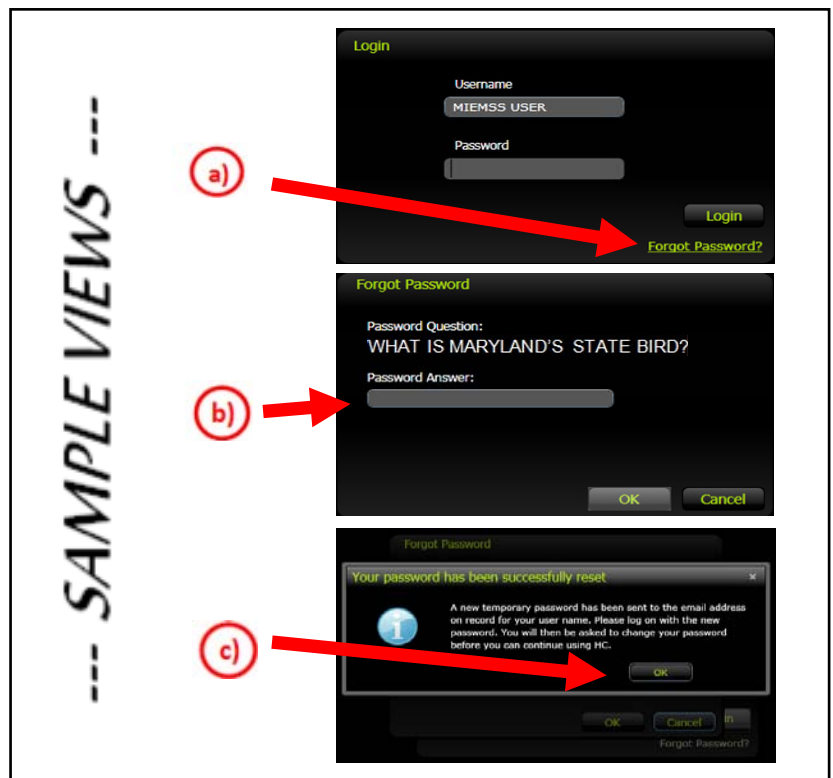 --- SAMPLE VIEWS ---
a)
Login
Username
MIEMSS USER
Password
Login
Forgot Password?
b)
Forgot Password
Password Question:
WHAT IS MARYLAND'S STATE BIRD?
Password Answer:
OK Cancel
c)
Forgot Password
Your password has been successfully reset ×
A new temporary password has been sent to the email address
on record for your user name. Please log on with the new
password. You will then be asked to change your password
before you can continue using HC.
OK
OK Cancel in
Forgot Password?